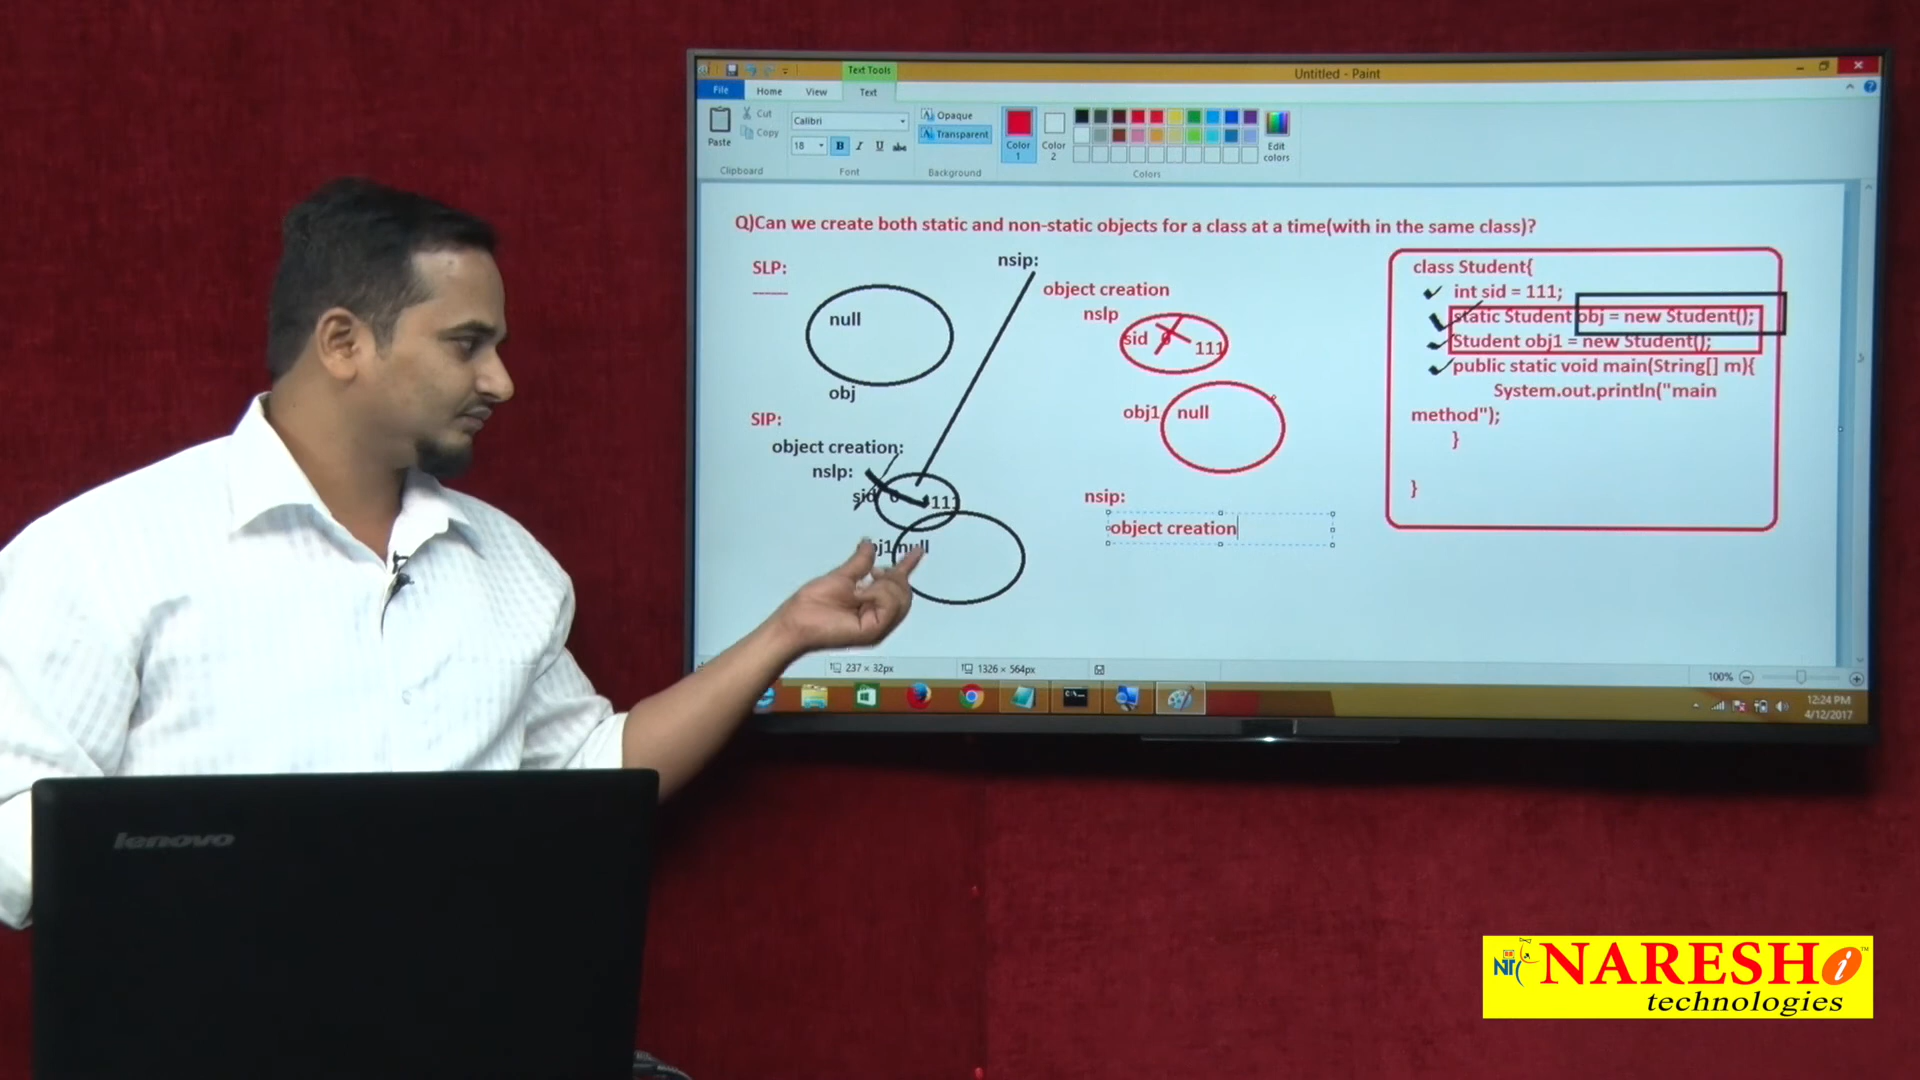 Text Tools
Untitled - Paint
File Home View Text
Paste
Cut
Copy
Clipboard
Calibri
18 B I U abc
Font
Opaque
Transparent
Background
Color 1
Color 2
Edit colors
Colors
Q)Can we create both static and non-static objects for a class at a time(with in the same class)?
SLP:
null
obj
SIP:
object creation:
nslp:
sid 0 111
obj1 null
nsip:
object creation
nslp
sid 0 111
obj1 null
nsip:
object creation
class Student{
int sid = 111;
static Student obj = new Student();
Student obj1 = new Student();
public static void main(String[] m){
System.out.println("main
method");
}
}
237 × 32px
1326 × 564px
100%
12:24 PM
4/12/2017
lenovo
NT
NARESH i
TM
technologies